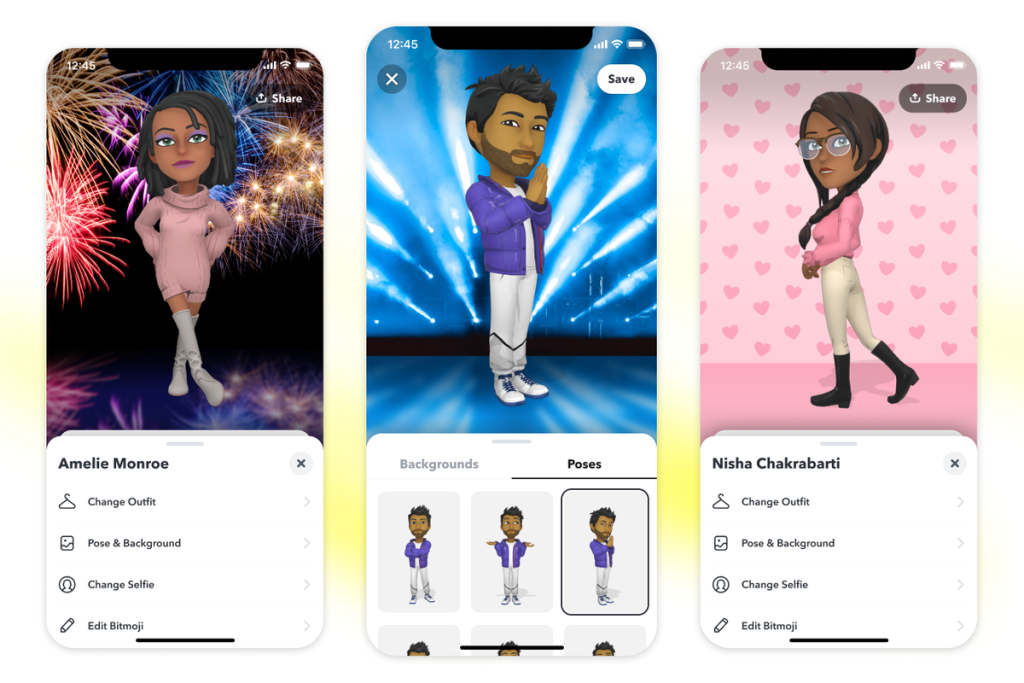 12:45
Share
Amelie Monroe
Change Outfit
Pose & Background
Change Selfie
Edit Bitmoji
12:45
Save
Backgrounds
Poses
12:45
Share
Nisha Chakrabarti
Change Outfit
Pose & Background
Change Selfie
Edit Bitmoji